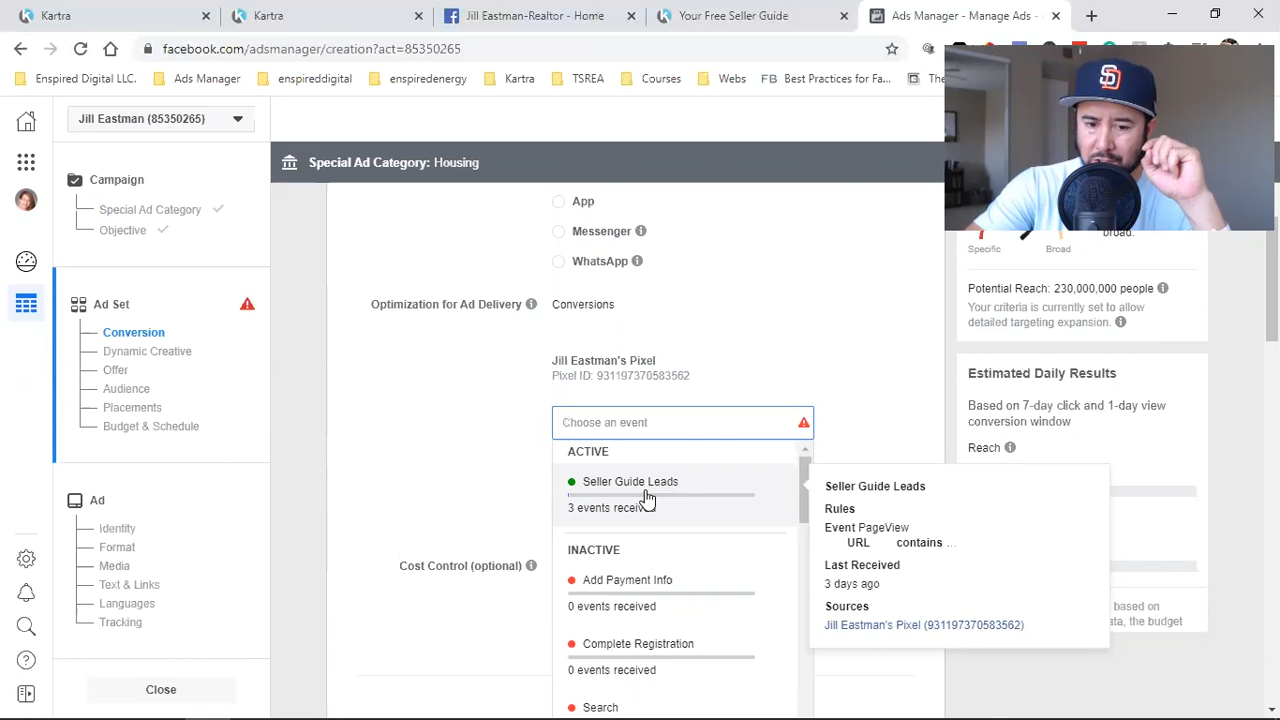 Kartra
Kartra
Jill Eastman-Realtor - Home
Your Free Seller Guide
Ads Manager - Manage Ads -
facebook.com/adsmanager/creation?act=85350265
Enspired Digital LLC.
Ads Manager
enspireddigital
enspiredenergy
Kartra
TSREA
Courses
Webs
FB Best Practices for Fa...
The
Jill Eastman (85350265)
Special Ad Category: Housing
Campaign
Special Ad Category
Objective
Ad Set
Conversion
Dynamic Creative
Offer
Audience
Placements
Budget & Schedule
Ad
Identity
Format
Media
Text & Links
Languages
Tracking
Close
App
Messenger
WhatsApp
Optimization for Ad Delivery
Conversions
Jill Eastman's Pixel
Pixel ID: 931197370583562
Choose an event
ACTIVE
Seller Guide Leads
3 events received
INACTIVE
Add Payment Info
0 events received
Complete Registration
0 events received
Search
Cost Control (optional)
Seller Guide Leads
Rules
Event PageView
URL contains ...
Last Received
3 days ago
Sources
Jill Eastman's Pixel (931197370583562)
SD
broad.
Specific
Broad
Potential Reach: 230,000,000 people
Your criteria is currently set to allow
detailed targeting expansion.
Estimated Daily Results
Based on 7-day click and 1-day view
conversion window
Reach
based on
ata, the budget